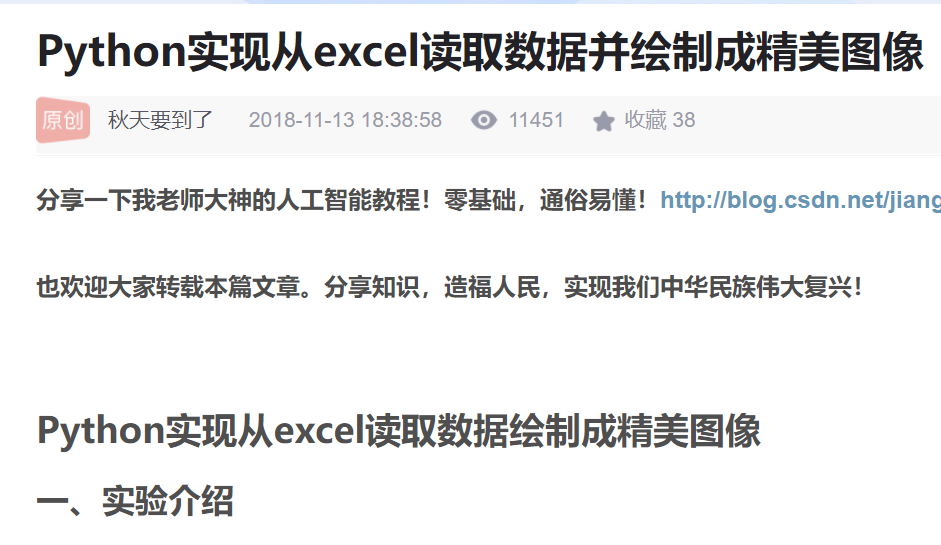 Python实现从excel读取数据并绘制成精美图像
原创 秋天要到了 2018-11-13 18:38:58 11451 收藏 38
分享一下我老师大神的人工智能教程！零基础，通俗易懂！http://blog.csdn.net/jiang
也欢迎大家转载本篇文章。分享知识，造福人民，实现我们中华民族伟大复兴！
Python实现从excel读取数据绘制成精美图像
一、实验介绍